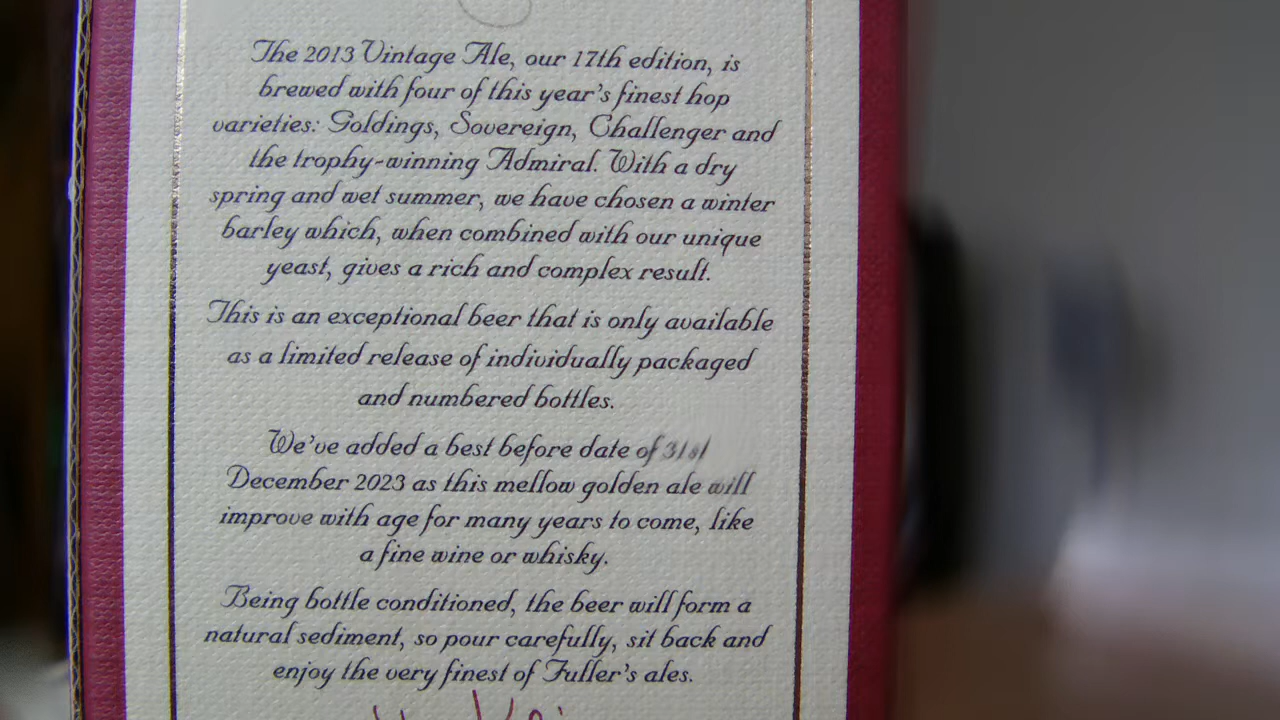 The 2013 Vintage Ale, our 17th edition, is
brewed with four of this year's finest hop
varieties: Goldings, Sovereign, Challenger and
the trophy-winning Admiral. With a dry
spring and wet summer, we have chosen a winter
barley which, when combined with our unique
yeast, gives a rich and complex result.
This is an exceptional beer that is only available
as a limited release of individually packaged
and numbered bottles.
We've added a best before date of 31st
December 2023 as this mellow golden ale will
improve with age for many years to come, like
a fine wine or whisky.
Being bottle conditioned, the beer will form a
natural sediment, so pour carefully, sit back and
enjoy the very finest of Fuller's ales.